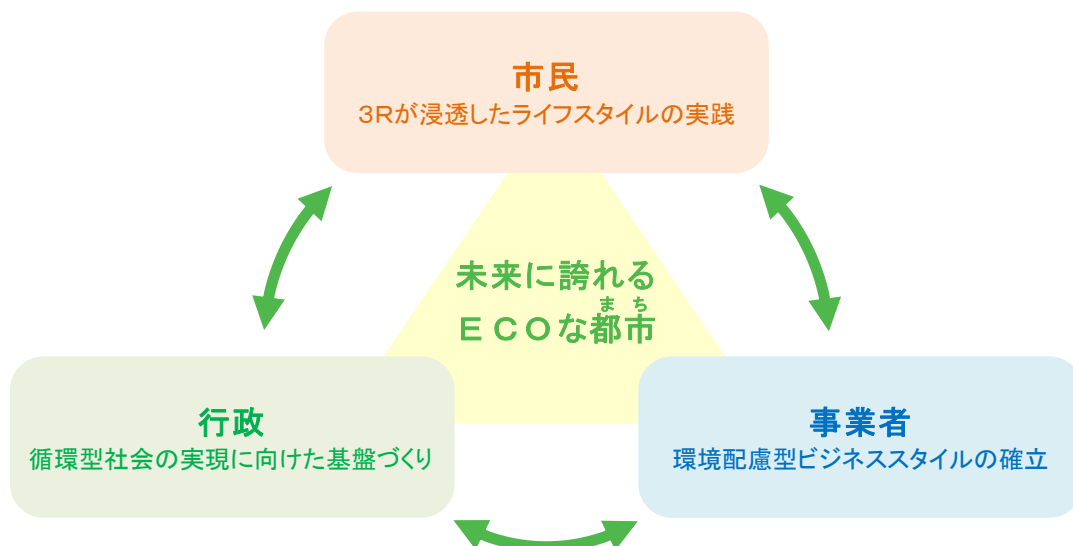 市民
3Rが浸透したライフスタイルの実践
未来に誇れる
まち
ECOな都市
行政
循環型社会の実現に向けた基盤づくり
事業者
環境配慮型ビジネススタイルの確立